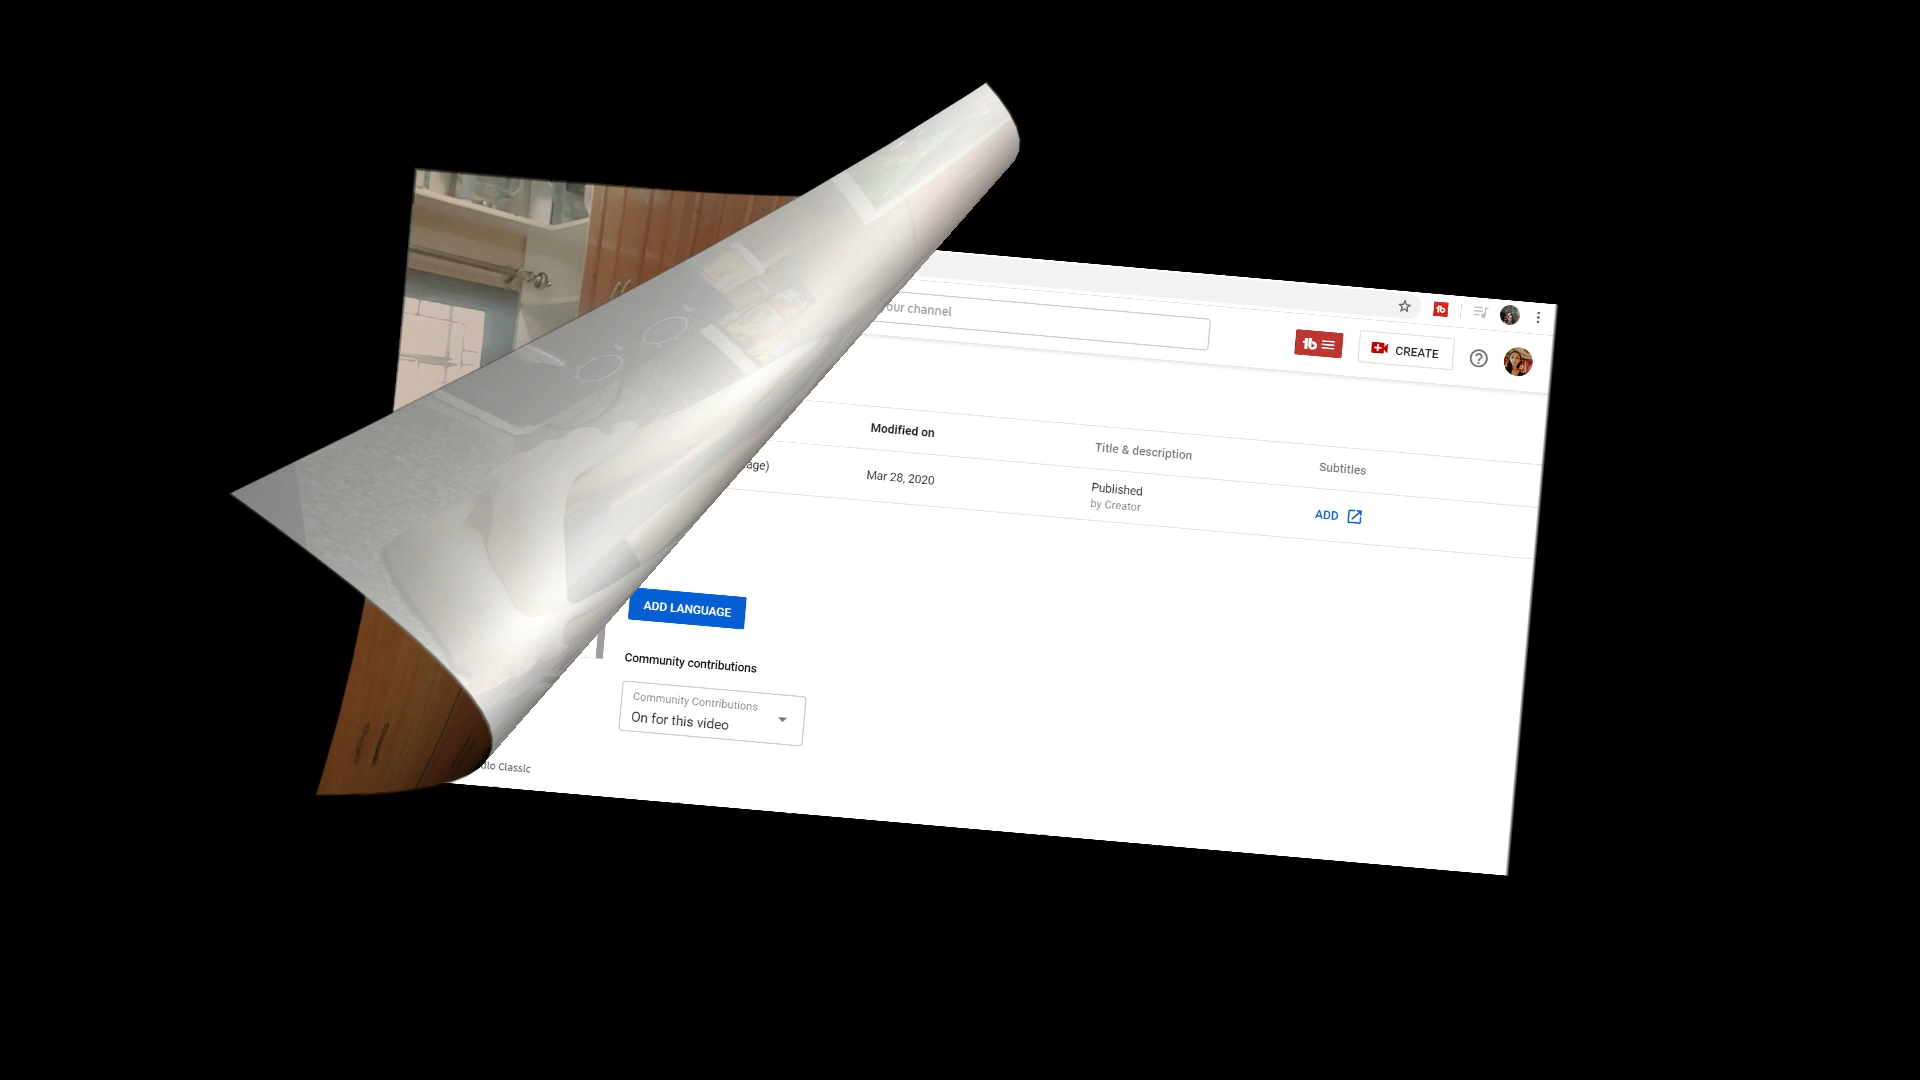 your channel
CREATE
Modified on
Title & description
Subtitles
age)
Mar 28, 2020
Published
by Creator
ADD
ADD LANGUAGE
Community contributions
Community Contributions
On for this video
dio Classic